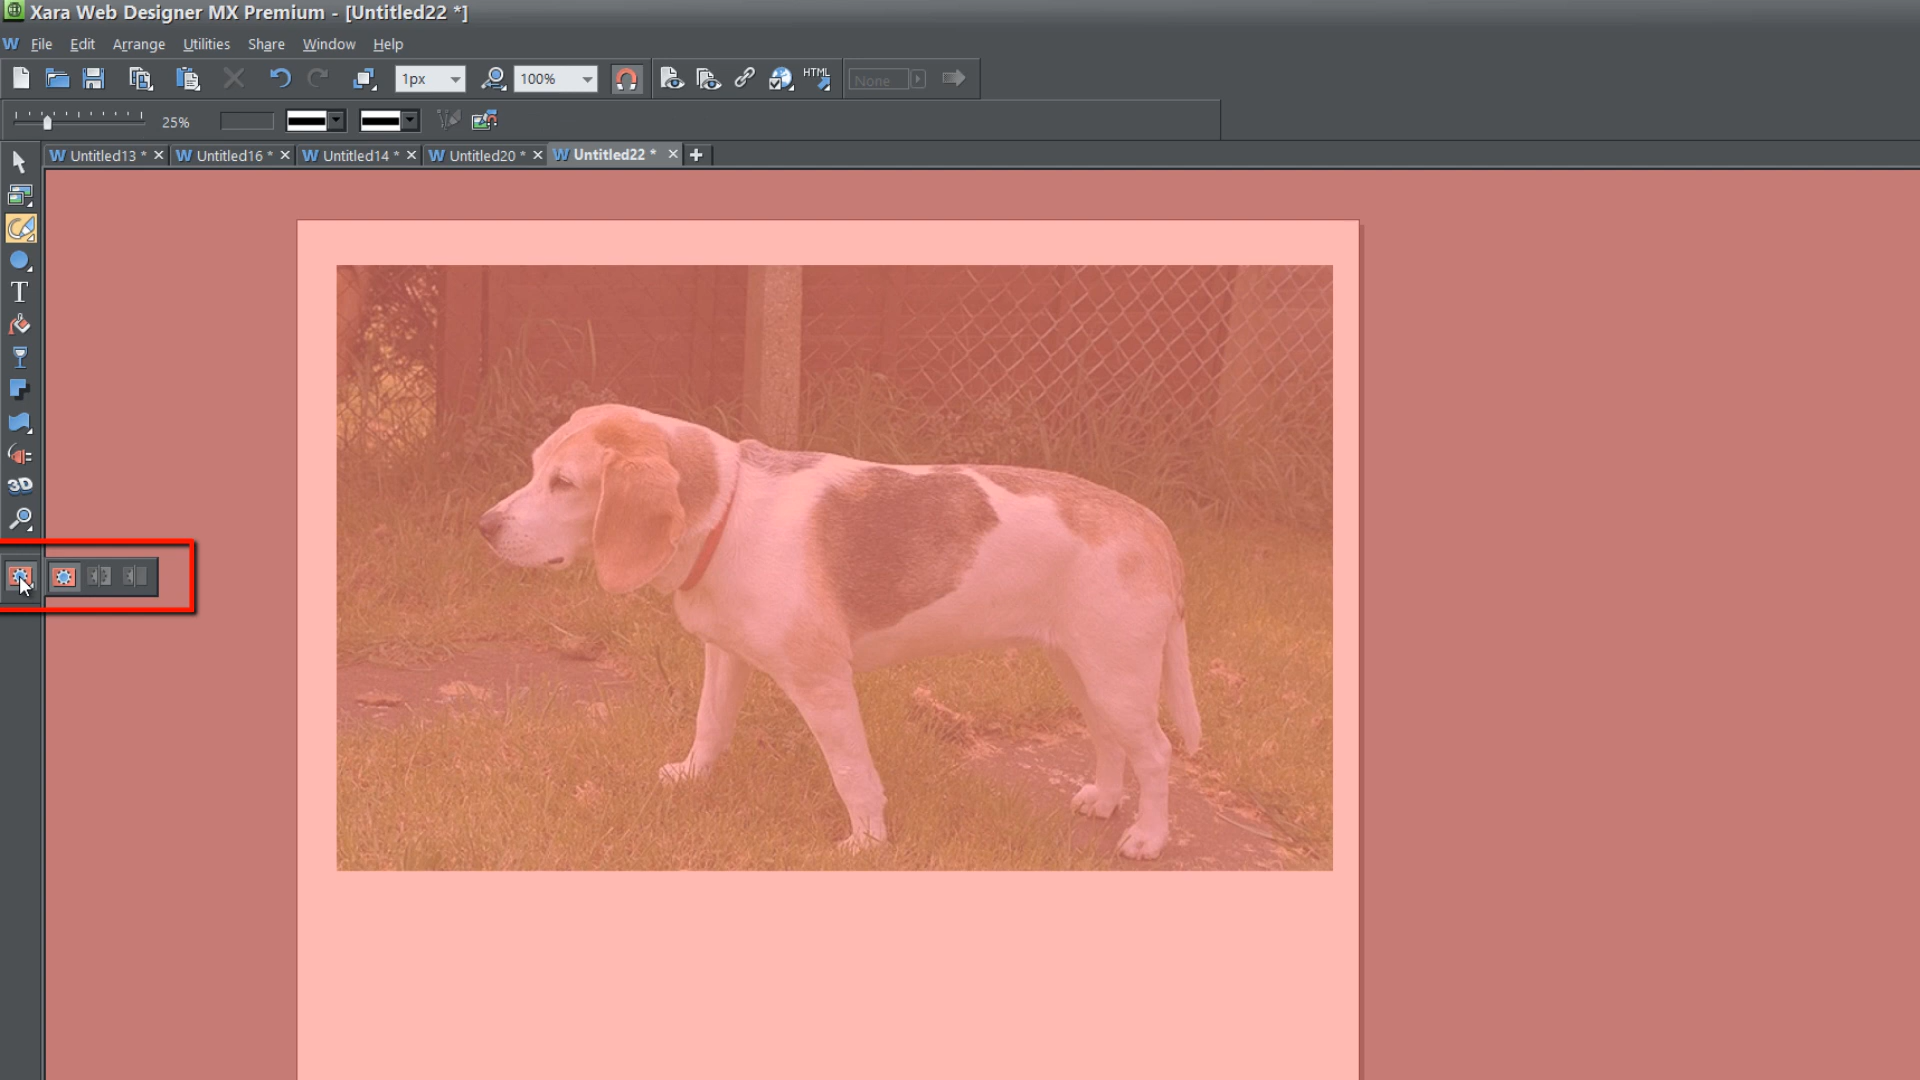 Xara Web Designer MX Premium - [Untitled22 *]
File Edit Arrange Utilities Share Window Help
1px 100% HTML None
25%
Untitled13 * Untitled16 * Untitled14 * Untitled20 * Untitled22 *
T
3D